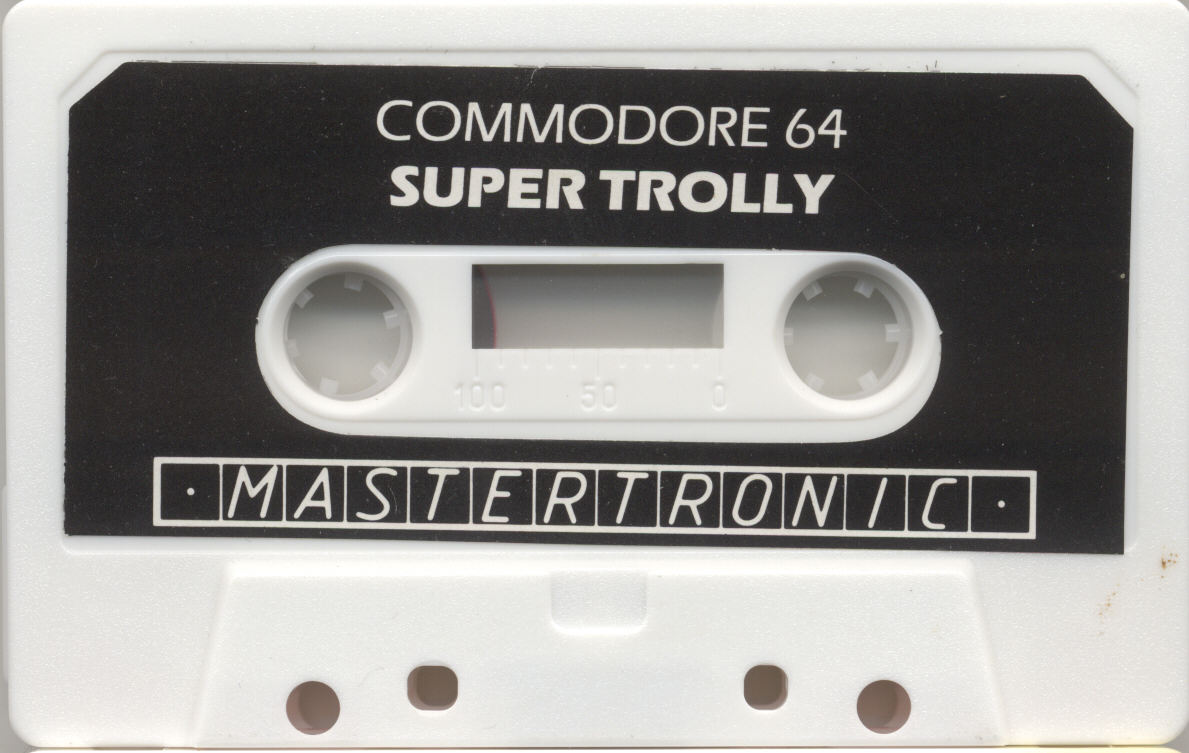 COMMODORE 64
SUPER TROLLY
100 50 0
· MASTERTRONIC ·